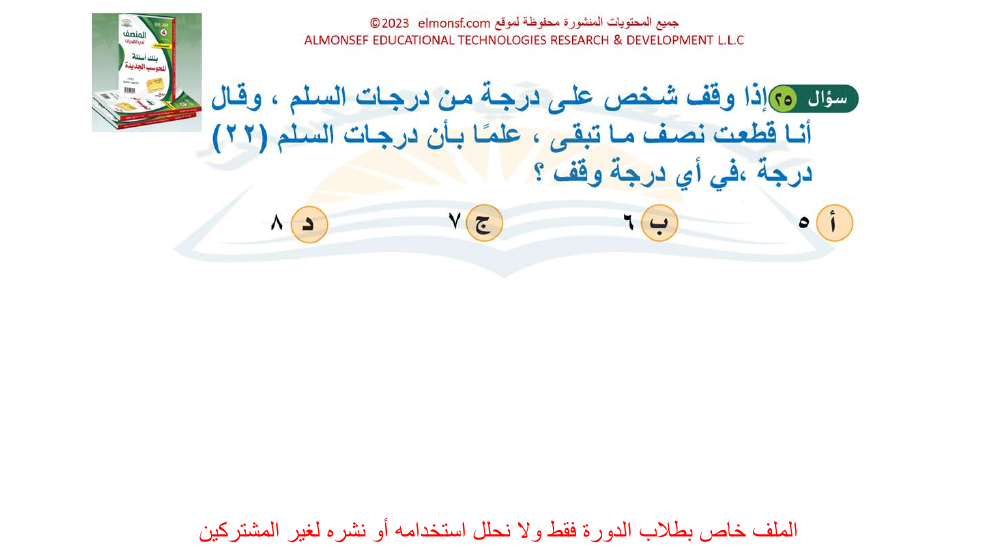 جميع المحتويات المنشورة محفوظة لموقع elmonsf.com ©2023
ALMONSEF EDUCATIONAL TECHNOLOGIES RESEARCH & DEVELOPMENT L.L.C
المنصف
بنك أسئلة
المحوسب الجديدة
سؤال ٢٥ إذا وقف شخص على درجة من درجات السلم ، وقال
أنا قطعت نصف ما تبقى ، علمًا بأن درجات السلم (٢٢)
درجة ،في أي درجة وقف ؟
أ ٥ ب ٦ ج ٧ د ٨
الملف خاص بطلاب الدورة فقط ولا نحلل استخدامه أو نشره لغير المشتركين